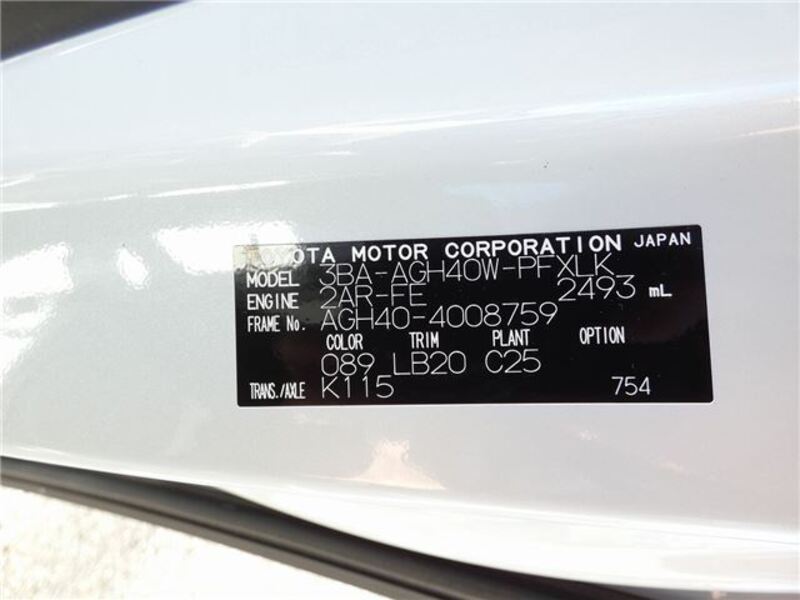 TOYOTA MOTOR CORPORATION JAPAN
MODEL 3BA-AGH40W-PFXLK
ENGINE 2AR-FE 2493 mL
FRAME No. AGH40-4008759
COLOR TRIM PLANT OPTION
089 LB20 C25
TRANS./AXLE K115 754